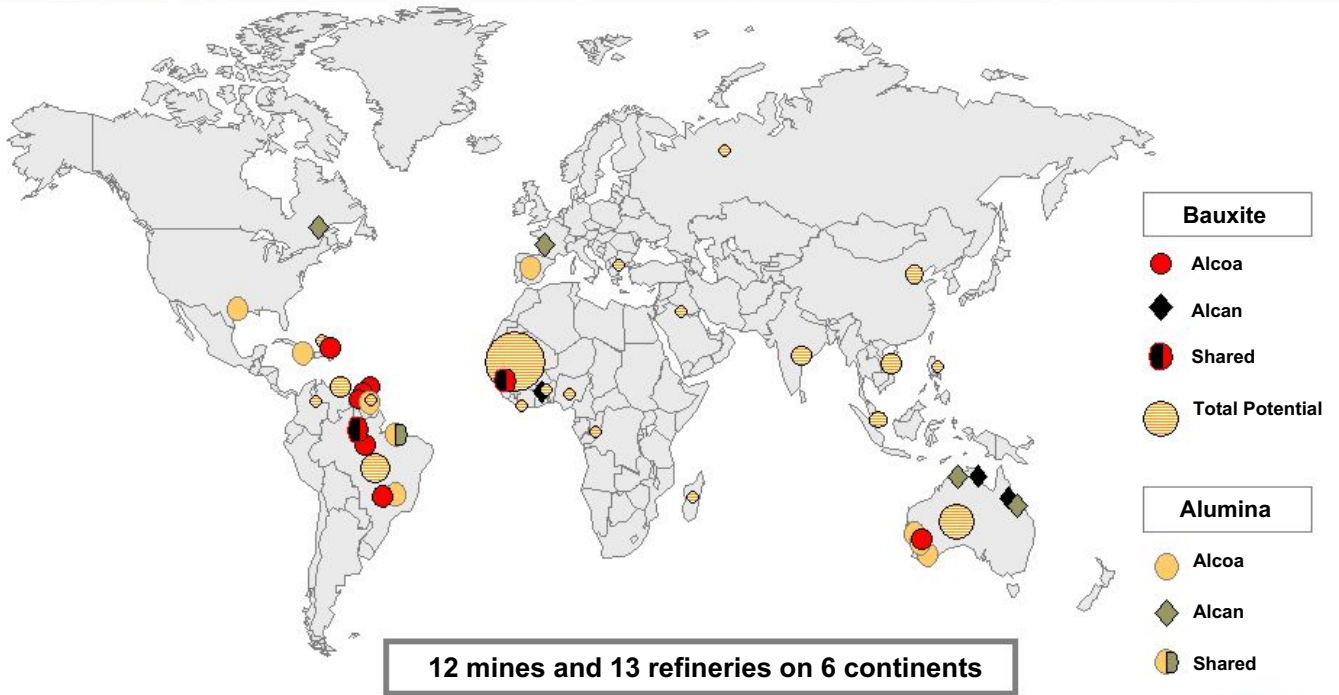 Bauxite
Alcoa
Alcan
Shared
Total Potential
Alumina
Alcoa
Alcan
Shared
12 mines and 13 refineries on 6 continents